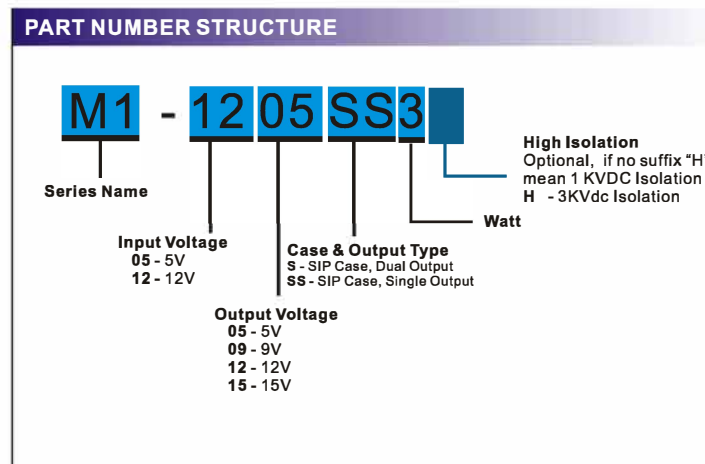 PART NUMBER STRUCTURE
M1 - 12 05 SS 3
High Isolation
Optional, if no suffix "H"
mean 1 KVDC Isolation
H - 3KVdc Isolation
Series Name
Watt
Input Voltage
05 - 5V
12 - 12V
Case & Output Type
S - SIP Case, Dual Output
SS - SIP Case, Single Output
Output Voltage
05 - 5V
09 - 9V
12 - 12V
15 - 15V